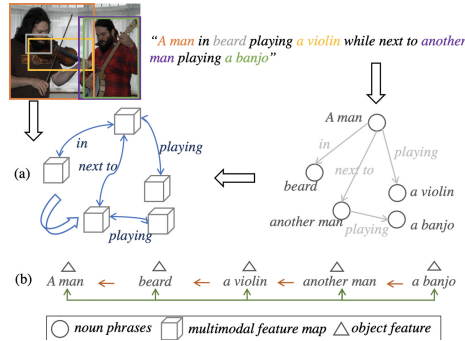 “A man in beard playing a violin while next to another
man playing a banjo”
A man
in
playing
next to
beard
a violin
another man
playing
a banjo
(a)
in
next to
playing
playing
(b)
A man
beard
a violin
another man
a banjo
noun phrases
multimodal feature map
object feature